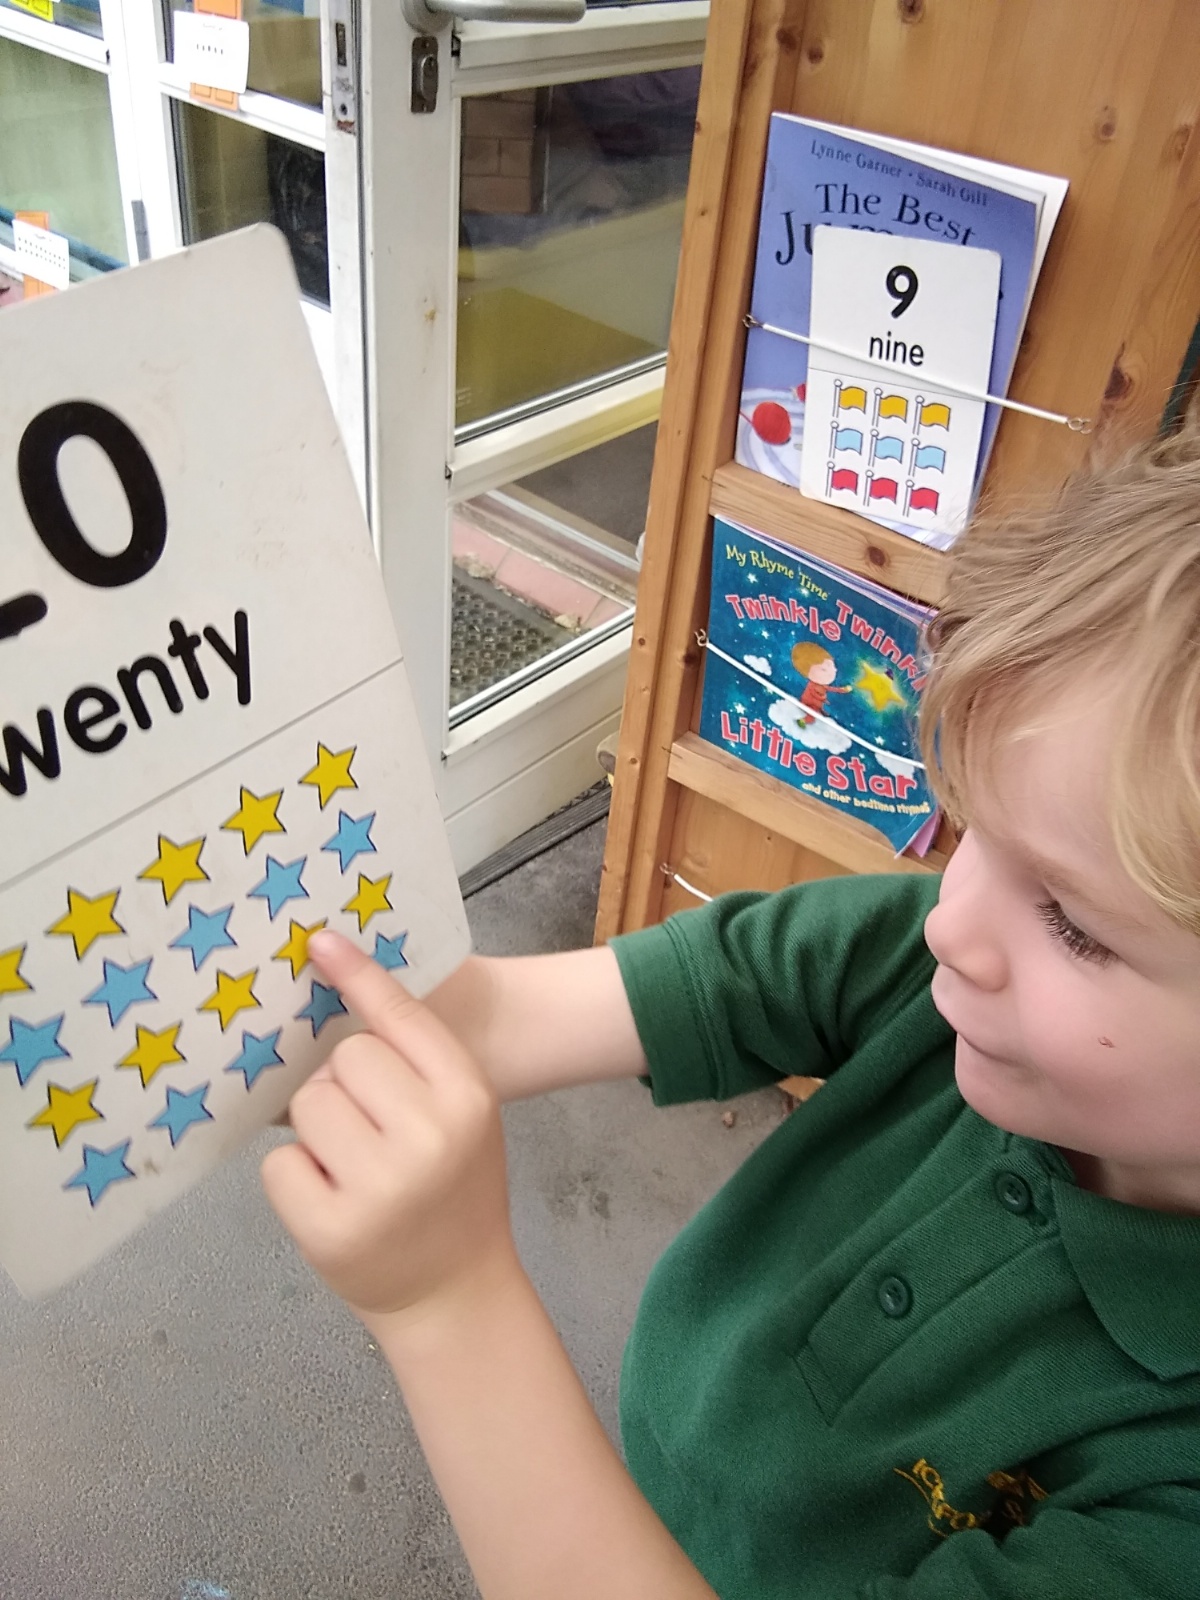 0
wenty
Lynne Garner • Sarah Gill
The Best
9
nine
My Rhyme Time
Twinkle Twinkl
Little Star
and other bedtime rhymes